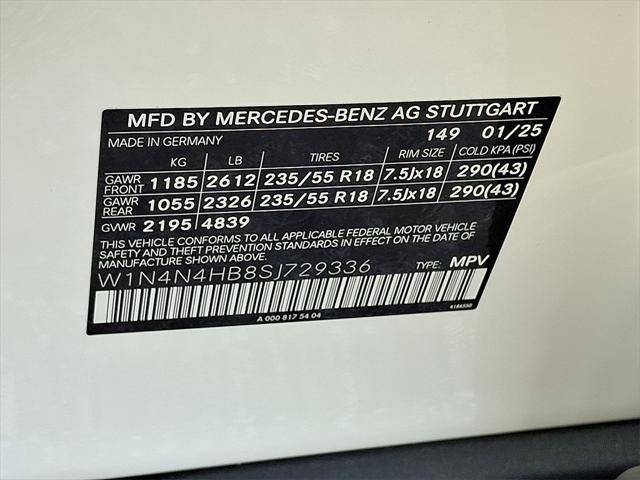 MFD BY MERCEDES-BENZ AG STUTTGART
MADE IN GERMANY 149 01/25
KG LB TIRES RIM SIZE COLD KPA (PSI)
GAWR FRONT 1185 2612 235/55 R18 7.5Jx18 290(43)
GAWR REAR 1055 2326 235/55 R18 7.5Jx18 290(43)
GVWR 2195 4839
THIS VEHICLE CONFORMS TO ALL APPLICABLE FEDERAL MOTOR VEHICLE
SAFETY AND THEFT PREVENTION STANDARDS IN EFFECT ON THE DATE OF
MANUFACTURE SHOWN ABOVE.
W1N4N4HB8SJ729336 TYPE: MPV
A 000 817 54 04